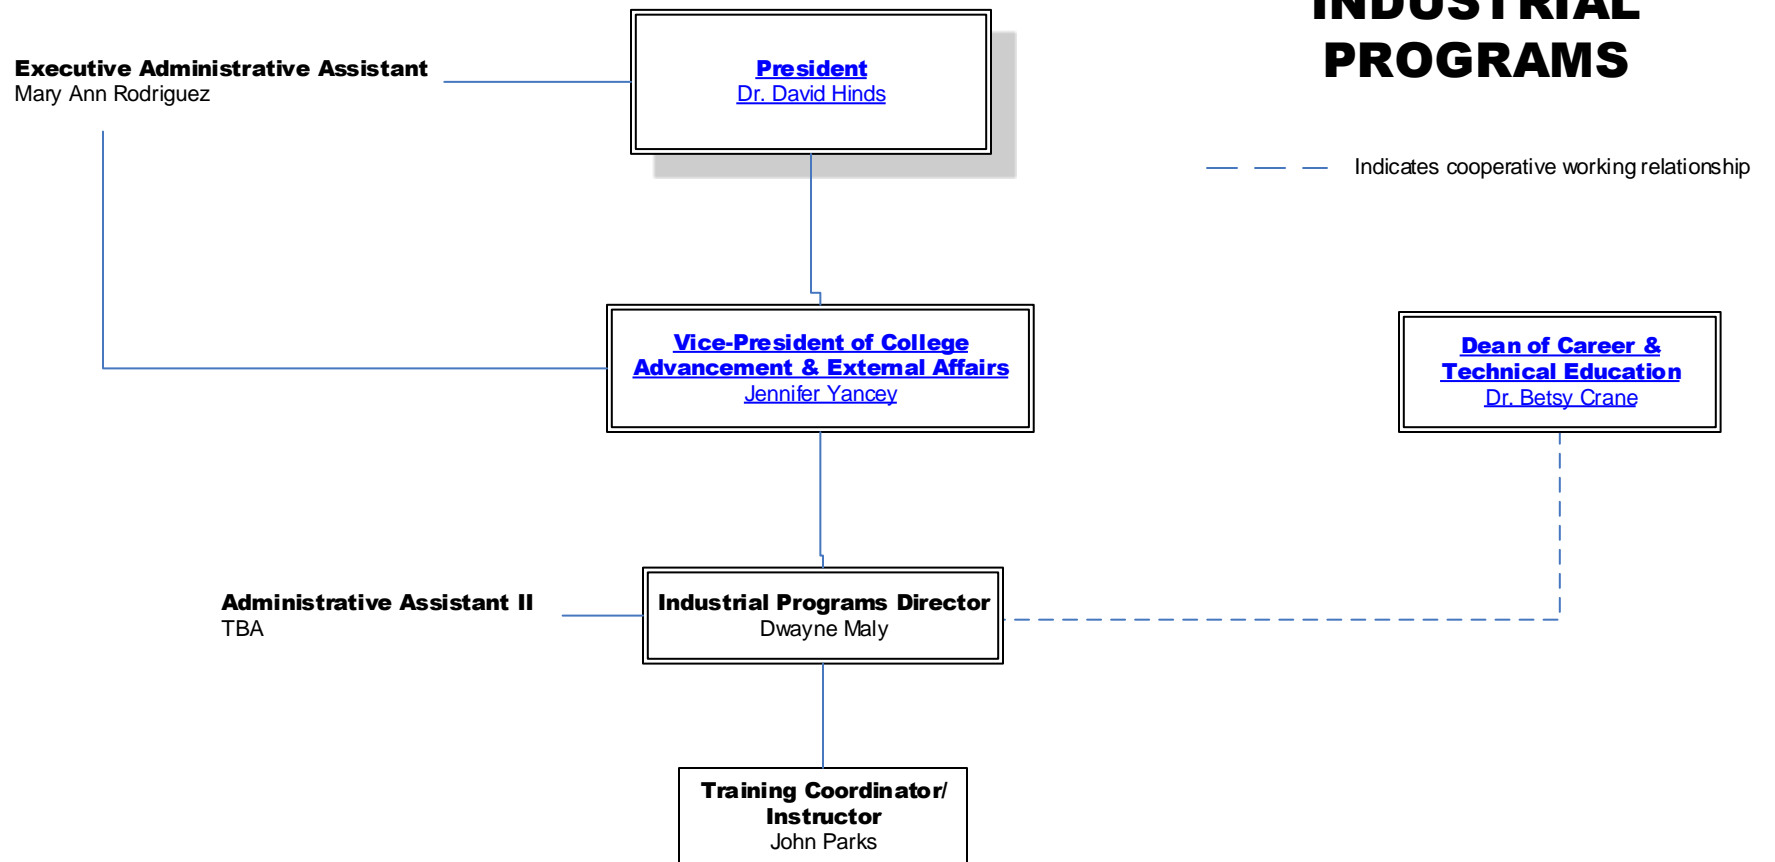 INDUSTRIAL
PROGRAMS
Executive Administrative Assistant
Mary Ann Rodriguez
President
Dr. David Hinds
Indicates cooperative working relationship
Vice-President of College
Advancement & External Affairs
Jennifer Yancey
Dean of Career &
Technical Education
Dr. Betsy Crane
Administrative Assistant II
TBA
Industrial Programs Director
Dwayne Maly
Training Coordinator/
Instructor
John Parks